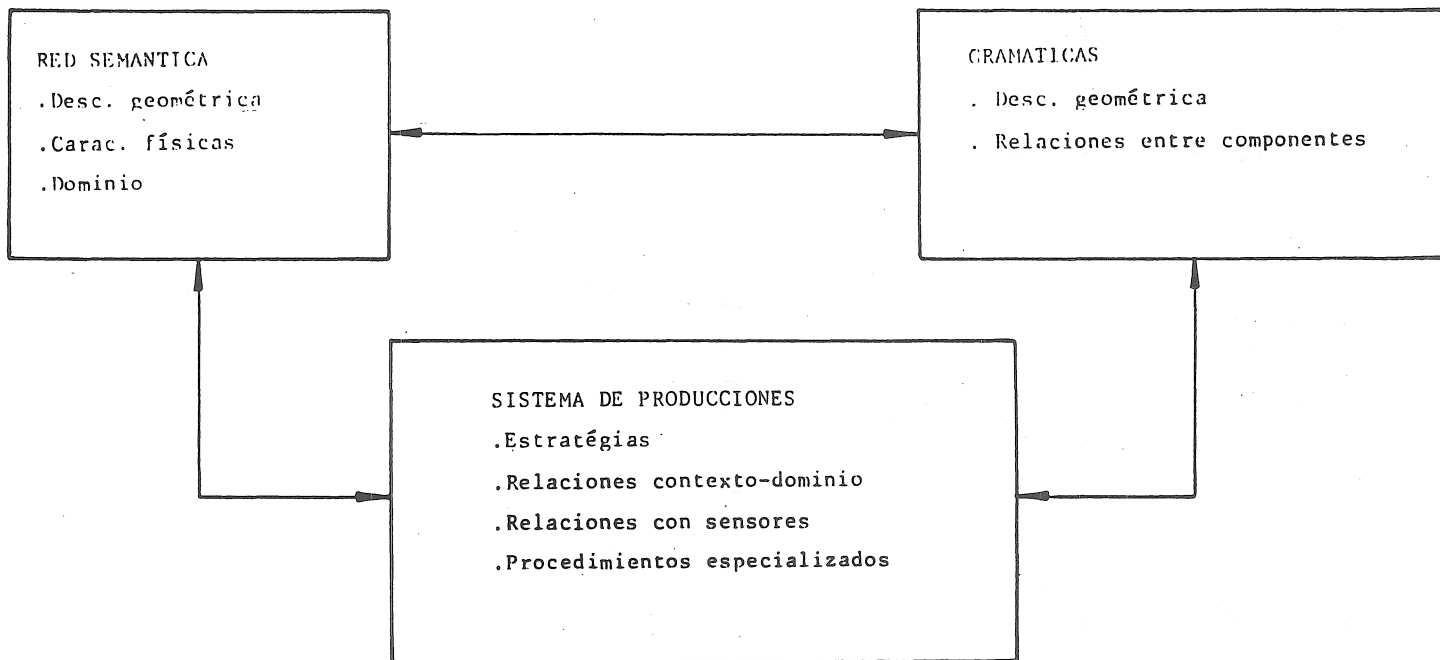 RED SEMANTICA
.Desc. geométrica
.Carac. físicas
.Dominio
GRAMATICAS
. Desc. geométrica
. Relaciones entre componentes
SISTEMA DE PRODUCCIONES
.Estratégias
.Relaciones contexto-dominio
.Relaciones con sensores
.Procedimientos especializados